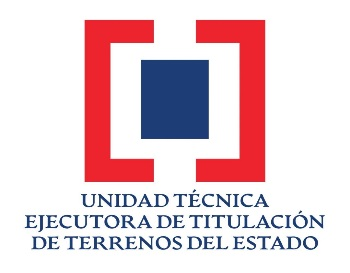 UNIDAD TÉCNICA
EJECUTORA DE TITULACIÓN
DE TERRENOS DEL ESTADO